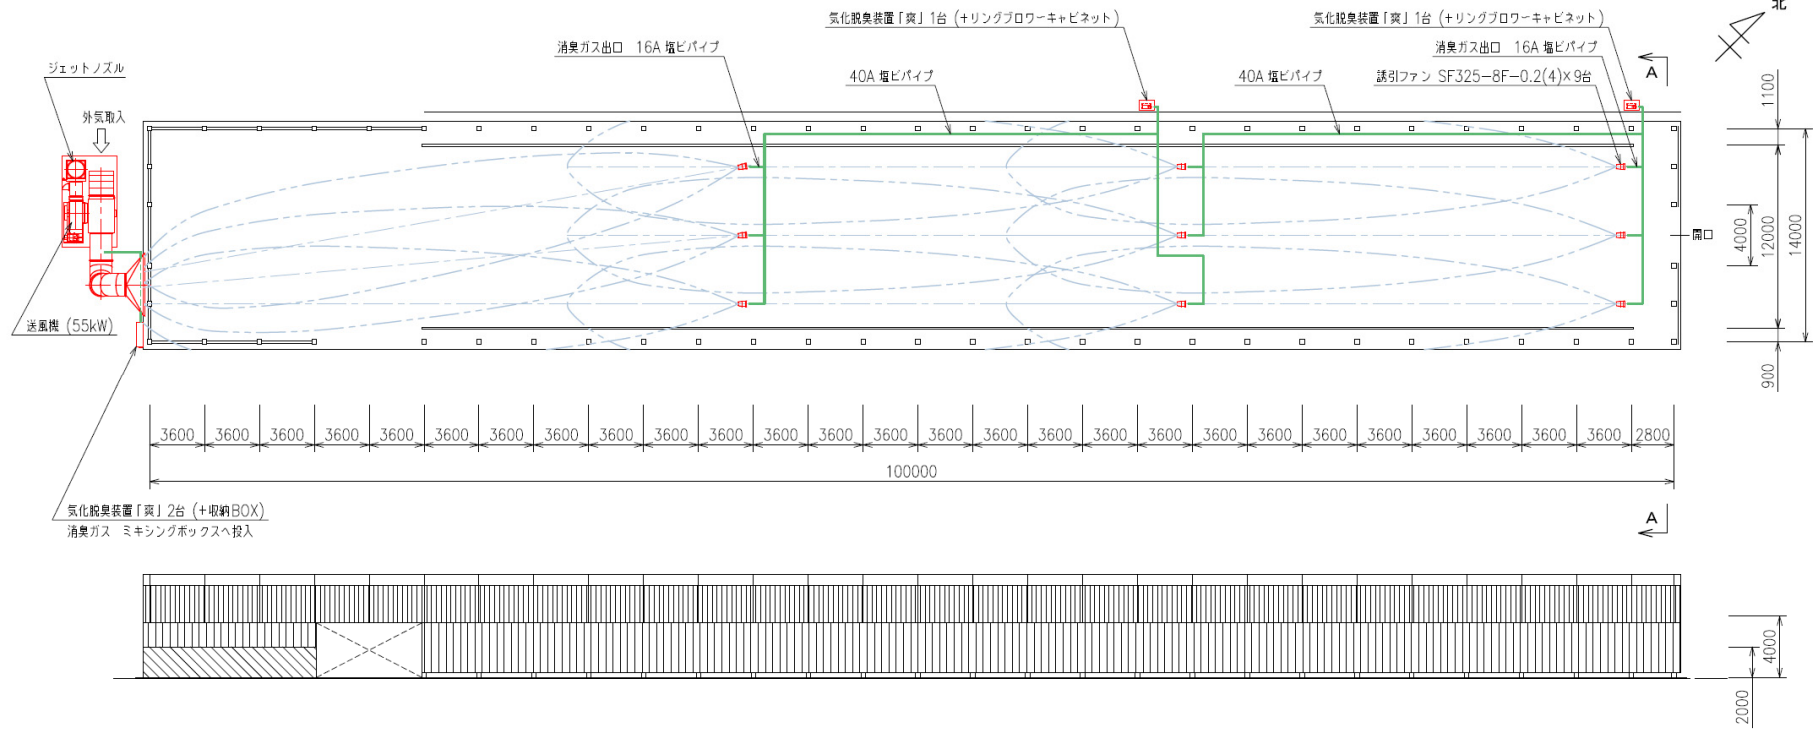 気化脱臭装置「爽」1台 (+リングブロワーキャビネット)
気化脱臭装置「爽」1台 (+リングブロワーキャビネット)
北
消臭ガス出口 16A 塩ビパイプ
消臭ガス出口 16A 塩ビパイプ
ジェットノズル
40A 塩ビパイプ
40A 塩ビパイプ
誘引ファン SF325-8F-0.2(4)×9台
A
1100
外気取入
開口
4000
12000
14000
送風機 (55kW)
900
3600 3600 3600 3600 3600 3600 3600 3600 3600 3600 3600 3600 3600 3600 3600 3600 3600 3600 3600 3600 3600 3600 3600 3600 3600 3600 3600 2800
100000
気化脱臭装置「爽」2台 (+収納BOX)
消臭ガス ミキシングボックスへ投入
A
4000
2000